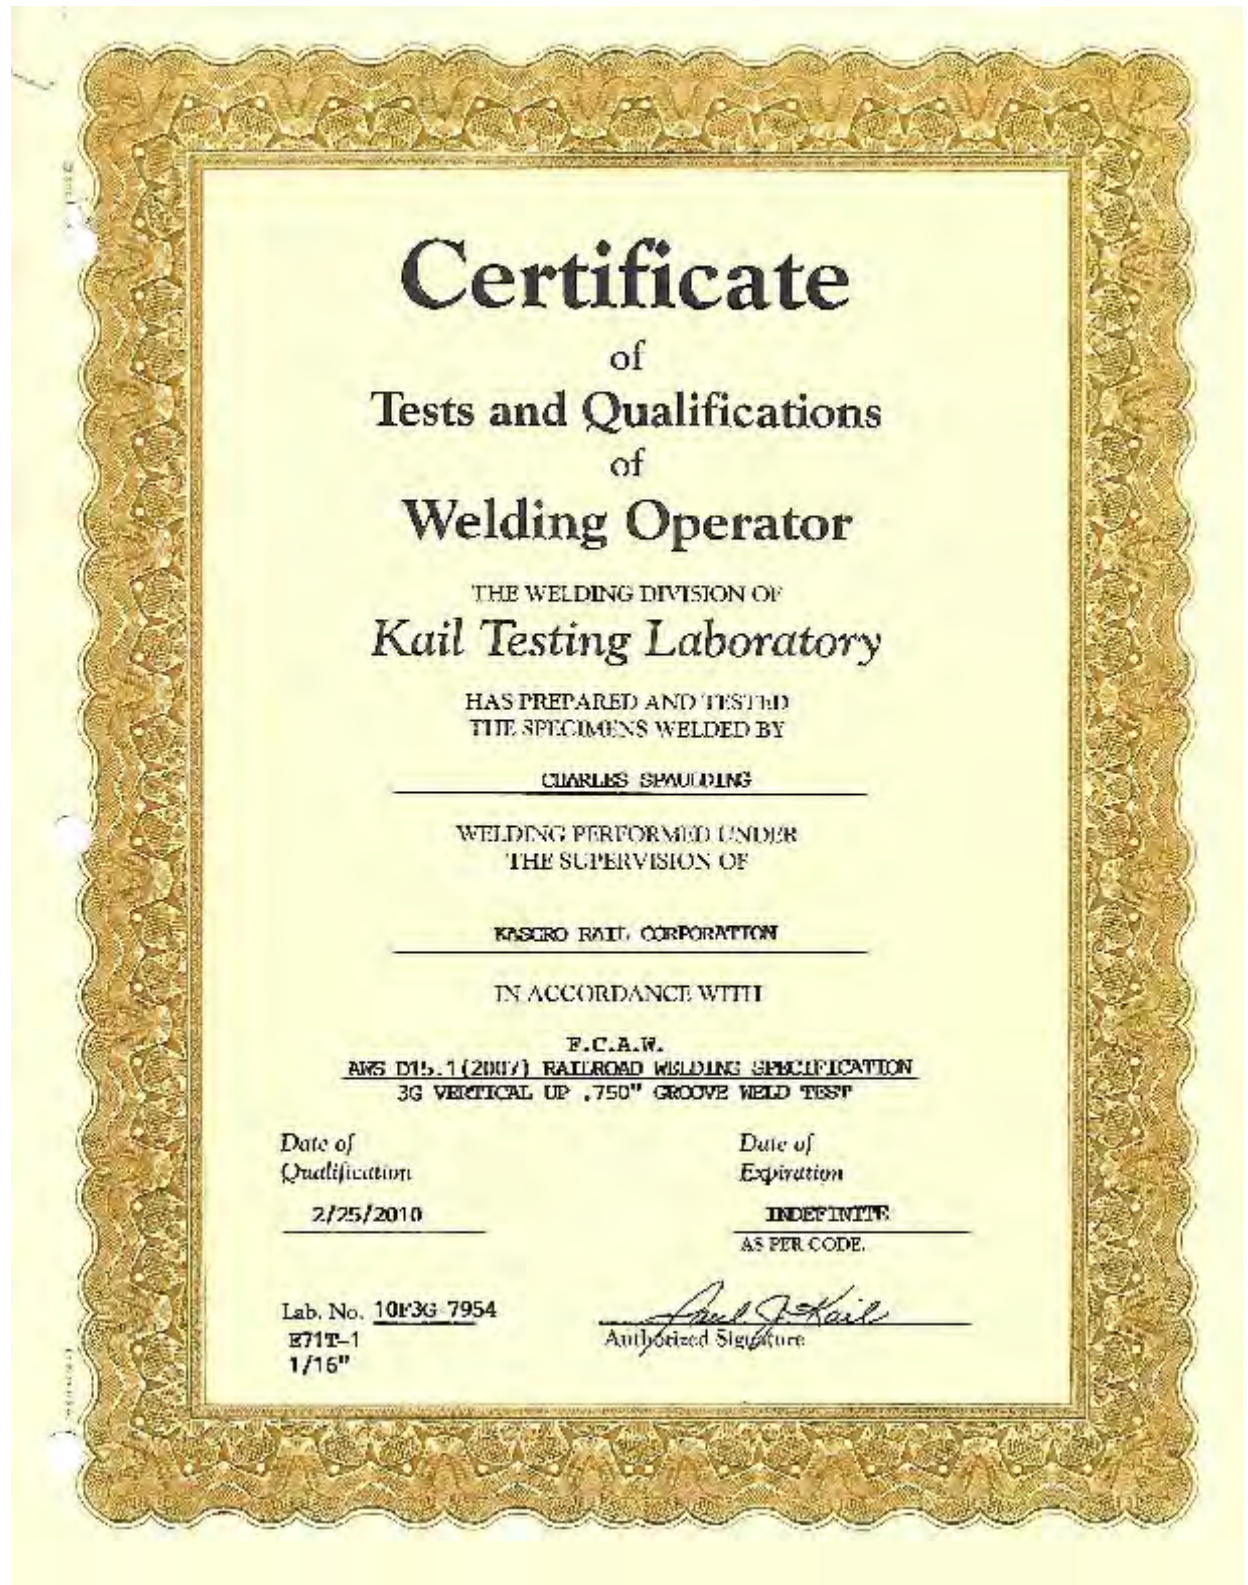 Certificate
of
Tests and Qualifications
of
Welding Operator
THE WELDING DIVISION OF
Kail Testing Laboratory
HAS PREPARED AND TESTED
THE SPECIMENS WELDED BY
CHARLES SPAULDING
WELDING PERFORMED UNDER
THE SUPERVISION OF
KASGRO RAIL CORPORATION
IN ACCORDANCE WITH
F.C.A.W.
AWS D15.1(2007) RAILROAD WELDING SPECIFICATION
3G VERTICAL UP .750" GROOVE WELD TEST
Date of
Qualification
2/25/2010
Date of
Expiration
INDEFINITE
AS PER CODE.
Lab. No. 10F3G-7954
E71T-1
1/16"
Paul J. Kail
Authorized Signature